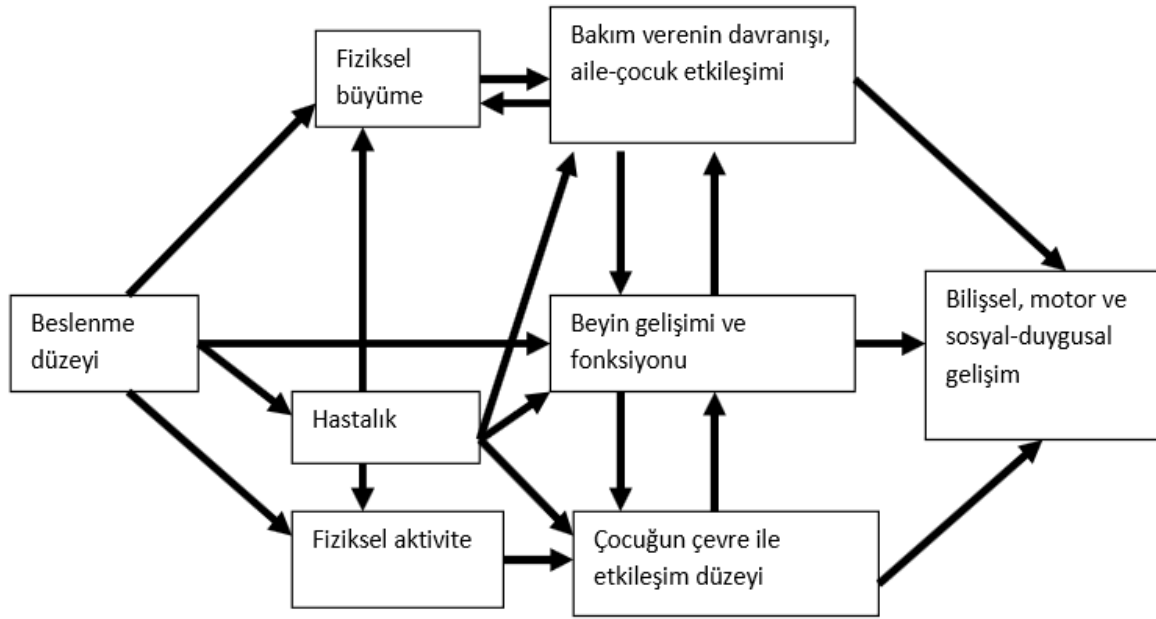 Fiziksel
büyüme
Bakım verenin davranışı,
aile-çocuk etkileşimi
Beslenme
düzeyi
Hastalık
Fiziksel aktivite
Beyin gelişimi ve
fonksiyonu
Çocuğun çevre ile
etkileşim düzeyi
Bilişsel, motor ve
sosyal-duygusal
gelişim